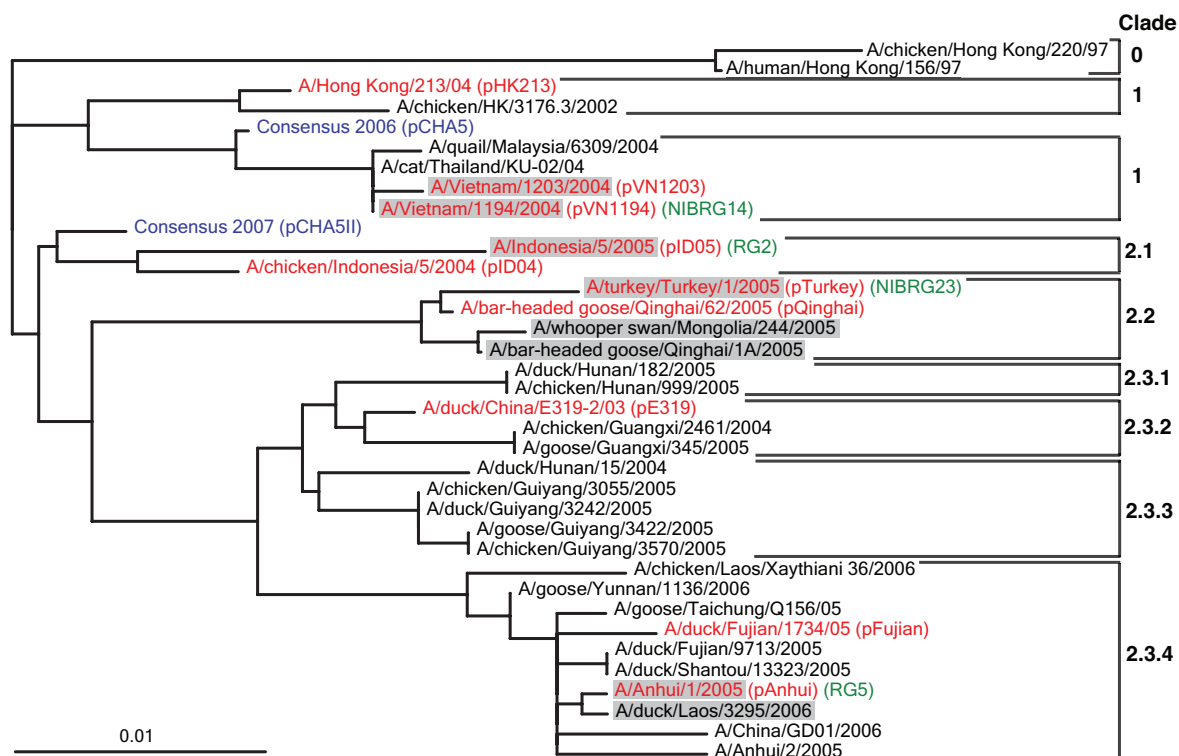 Clade
A/chicken/Hong Kong/220/97
0
A/human/Hong Kong/156/97
A/Hong Kong/213/04 (pHK213)
1
A/chicken/HK/3176.3/2002
Consensus 2006 (pCHA5)
A/quail/Malaysia/6309/2004
A/cat/Thailand/KU-02/04
1
A/Vietnam/1203/2004 (pVN1203)
A/Vietnam/1194/2004 (pVN1194) (NIBRG14)
Consensus 2007 (pCHA5II)
A/Indonesia/5/2005 (pID05) (RG2)
2.1
A/chicken/Indonesia/5/2004 (pID04)
A/turkey/Turkey/1/2005 (pTurkey) (NIBRG23)
A/bar-headed goose/Qinghai/62/2005 (pQinghai)
2.2
A/whooper swan/Mongolia/244/2005
A/bar-headed goose/Qinghai/1A/2005
A/duck/Hunan/182/2005
2.3.1
A/chicken/Hunan/999/2005
A/duck/China/E319-2/03 (pE319)
A/chicken/Guangxi/2461/2004
2.3.2
A/goose/Guangxi/345/2005
A/duck/Hunan/15/2004
A/chicken/Guiyang/3055/2005
A/duck/Guiyang/3242/2005
2.3.3
A/goose/Guiyang/3422/2005
A/chicken/Guiyang/3570/2005
A/chicken/Laos/Xaythiani 36/2006
A/goose/Yunnan/1136/2006
A/goose/Taichung/Q156/05
A/duck/Fujian/1734/05 (pFujian)
A/duck/Fujian/9713/2005
2.3.4
A/duck/Shantou/13323/2005
A/Anhui/1/2005 (pAnhui) (RG5)
A/duck/Laos/3295/2006
A/China/GD01/2006
0.01
A/Anhui/2/2005